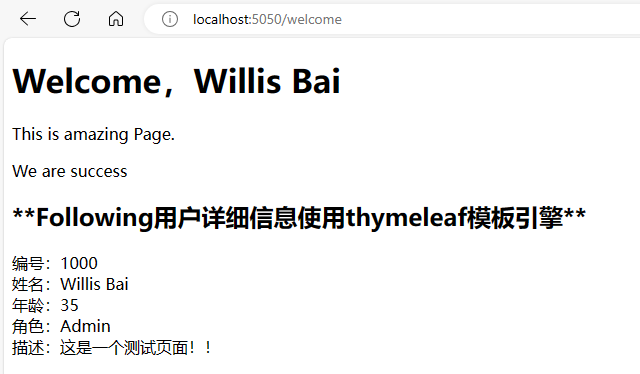 localhost:5050/welcome
Welcome，Willis Bai
This is amazing Page.
We are success
**Following用户详细信息使用thymeleaf模板引擎**
编号：1000
姓名：Willis Bai
年龄：35
角色：Admin
描述：这是一个测试页面！！